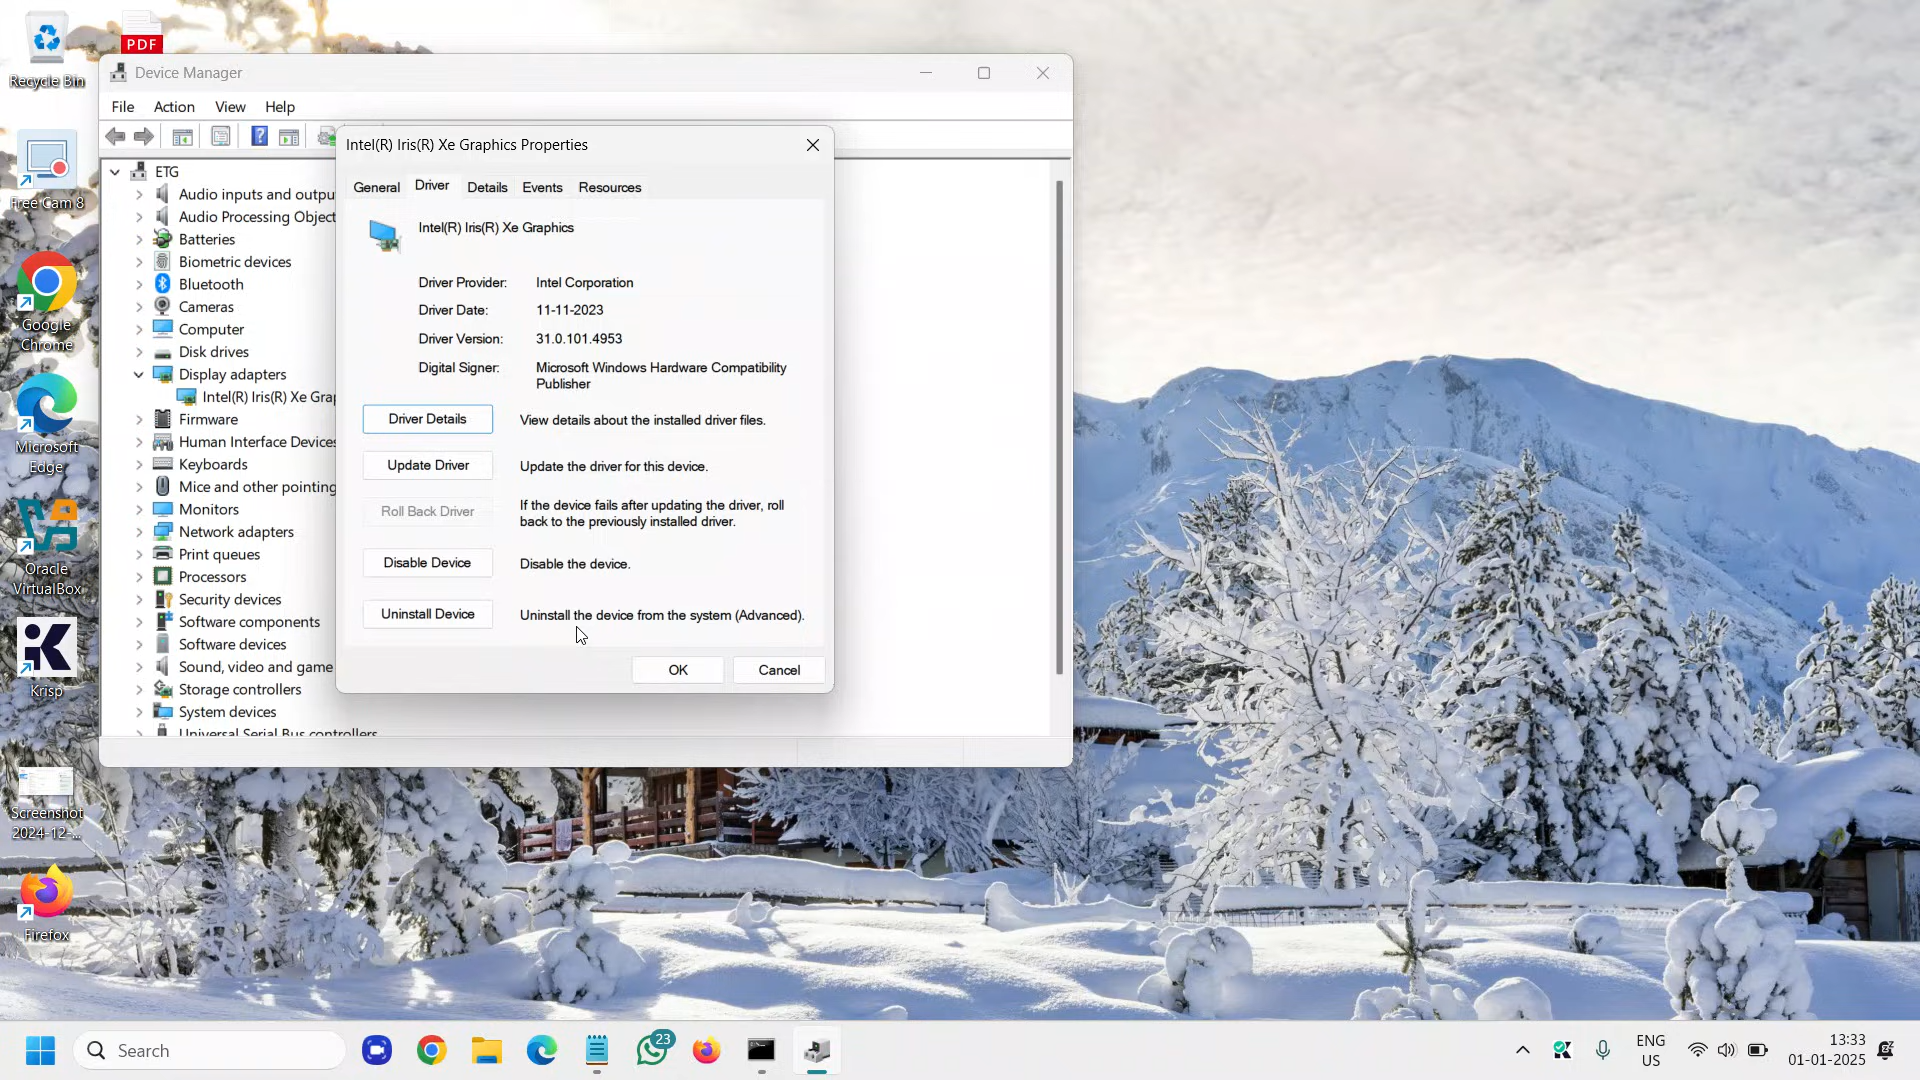 Recycle Bin
PDF
Free Cam 8
Google
Chrome
Microsoft
Edge
Oracle
VirtualBox
Krisp
Screenshot
2024-12-...
Firefox
Device Manager
File Action View Help
ETG
Audio inputs and outpu
Audio Processing Object
Batteries
Biometric devices
Bluetooth
Cameras
Computer
Disk drives
Display adapters
Intel(R) Iris(R) Xe Grap
Firmware
Human Interface Devices
Keyboards
Mice and other pointing
Monitors
Network adapters
Print queues
Processors
Security devices
Software components
Software devices
Sound, video and game
Storage controllers
System devices
Universal Serial Bus controllers
Intel(R) Iris(R) Xe Graphics Properties
General Driver Details Events Resources
Intel(R) Iris(R) Xe Graphics
Driver Provider: Intel Corporation
Driver Date: 11-11-2023
Driver Version: 31.0.101.4953
Digital Signer: Microsoft Windows Hardware Compatibility
Publisher
Driver Details View details about the installed driver files.
Update Driver Update the driver for this device.
Roll Back Driver If the device fails after updating the driver, roll
back to the previously installed driver.
Disable Device Disable the device.
Uninstall Device Uninstall the device from the system (Advanced).
OK Cancel
Search
23
ENG
US
13:33
01-01-2025